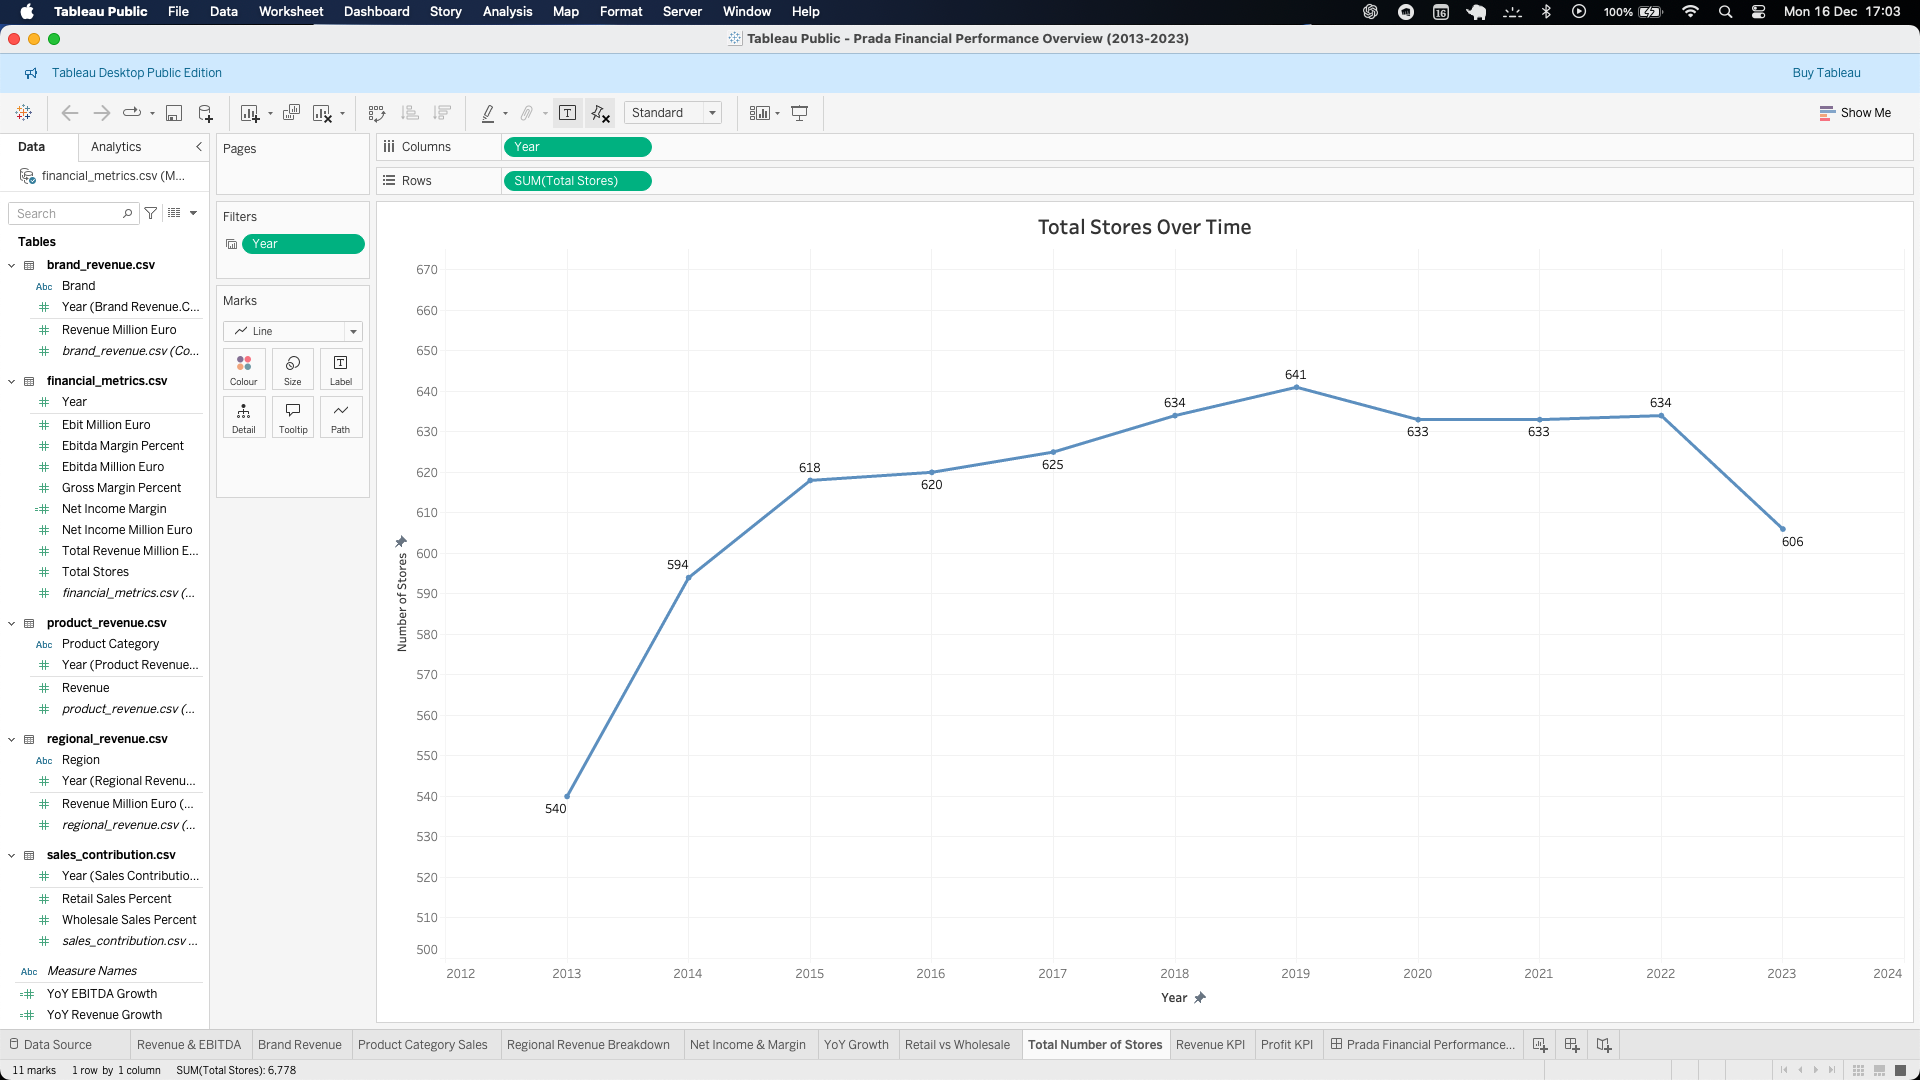 Tableau Public File Data Worksheet Dashboard Story Analysis Map Format Server Window Help 16 100% Mon 16 Dec 17:03
Tableau Public - Prada Financial Performance Overview (2013-2023)
Tableau Desktop Public Edition Buy Tableau
Standard Show Me
Data Analytics
financial_metrics.csv (M...
Search
Tables
brand_revenue.csv
Abc Brand
Year (Brand Revenue.C...
Revenue Million Euro
brand_revenue.csv (Co...
financial_metrics.csv
Year
Ebit Million Euro
Ebitda Margin Percent
Ebitda Million Euro
Gross Margin Percent
Net Income Margin
Net Income Million Euro
Total Revenue Million E...
Total Stores
financial_metrics.csv (...
product_revenue.csv
Abc Product Category
Year (Product Revenue...
Revenue
product_revenue.csv (...
regional_revenue.csv
Abc Region
Year (Regional Revenu...
Revenue Million Euro (...
regional_revenue.csv (...
sales_contribution.csv
Year (Sales Contributio...
Retail Sales Percent
Wholesale Sales Percent
sales_contribution.csv ...
Abc Measure Names
YoY EBITDA Growth
YoY Revenue Growth
Pages
Filters
Year
Marks
Line
Colour Size Label
Detail Tooltip Path
Columns Year
Rows SUM(Total Stores)
Total Stores Over Time
Number of Stores
670
660
650
640
630
620
610
600
590
580
570
560
550
540
530
520
510
500
540
594
618
620
625
634
641
633
633
634
606
2012 2013 2014 2015 2016 2017 2018 2019 2020 2021 2022 2023 2024
Year
Data Source Revenue & EBITDA Brand Revenue Product Category Sales Regional Revenue Breakdown Net Income & Margin YoY Growth Retail vs Wholesale Total Number of Stores Revenue KPI Profit KPI Prada Financial Performance...
11 marks 1 row by 1 column SUM(Total Stores): 6,778